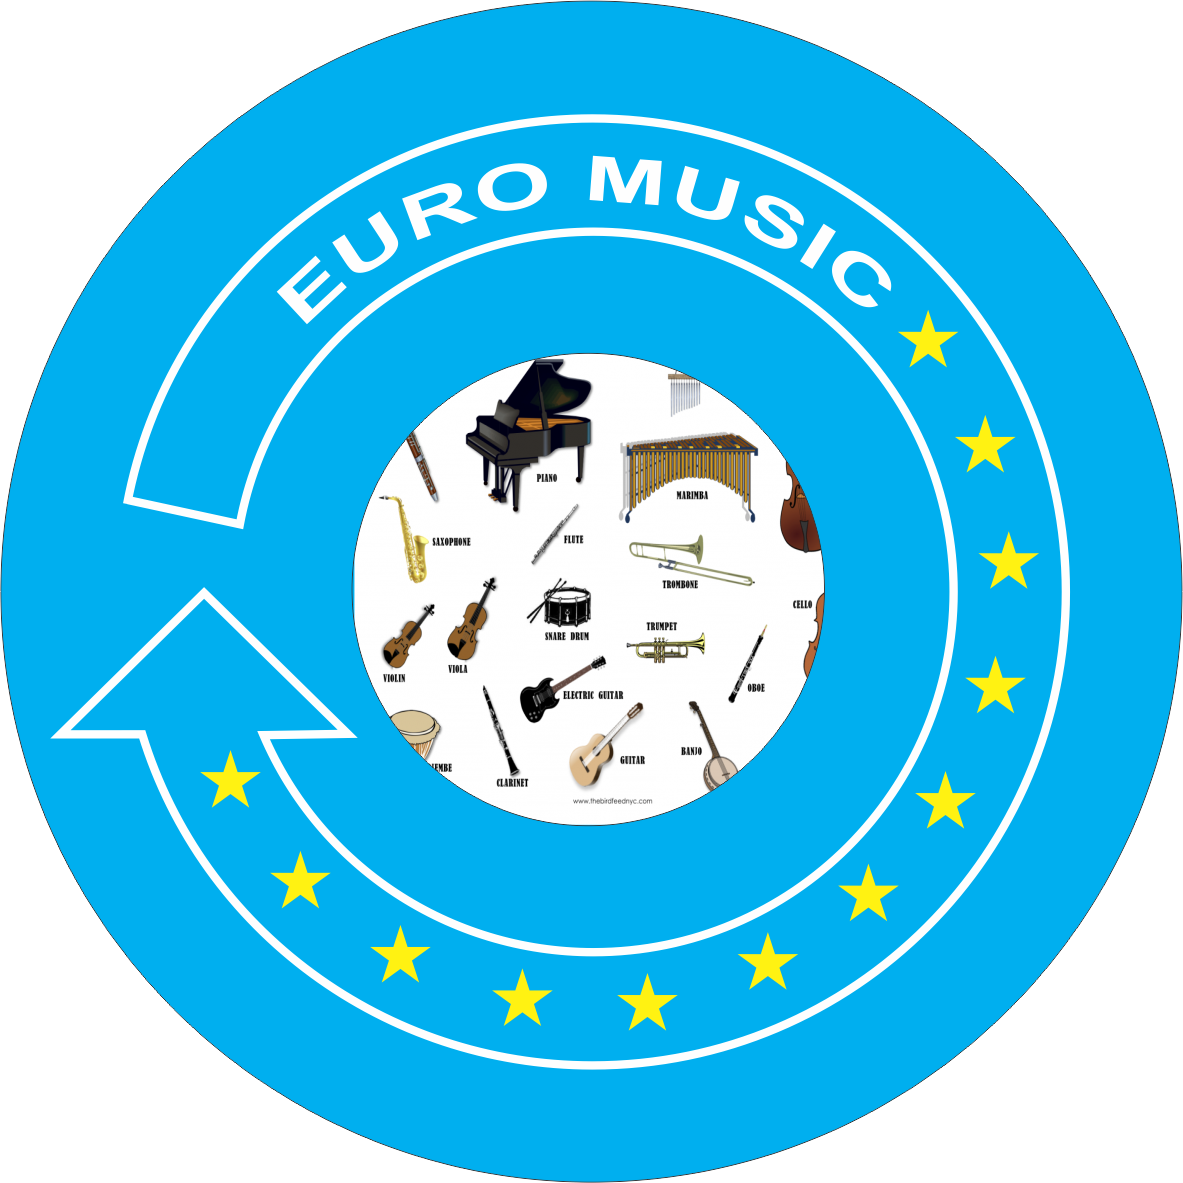 EURO MUSIC
PIANO
MARIMBA
SAXOPHONE
FLUTE
TROMBONE
CELLO
SNARE DRUM
TRUMPET
VIOLIN
VIOLA
OBOE
ELECTRIC GUITAR
BANJO
GUITAR
EMBE
CLARINET
www.thebirdfeednyc.com